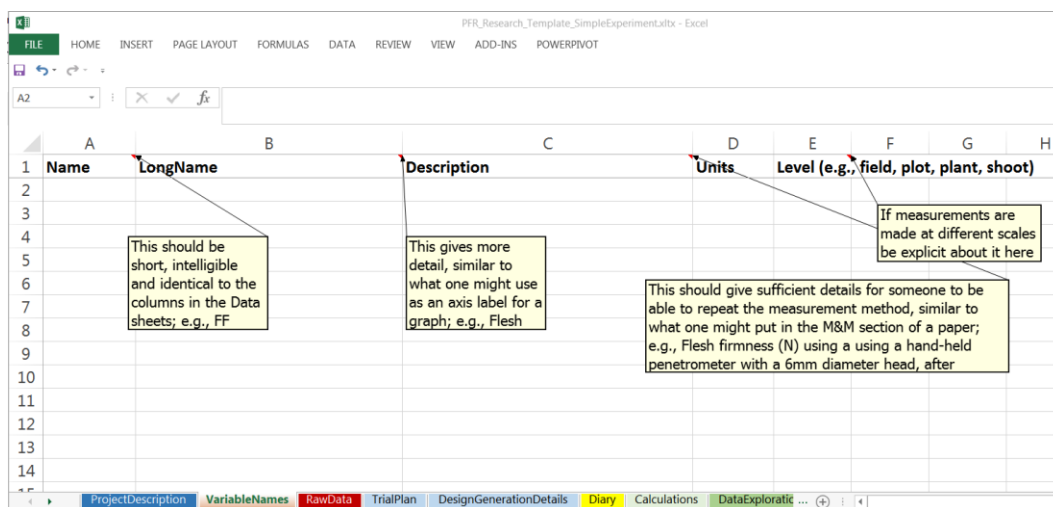 PFR_Research_Template_SimpleExperiment.xltx - Excel
FILE HOME INSERT PAGE LAYOUT FORMULAS DATA REVIEW VIEW ADD-INS POWERPIVOT
A2 fx
A B C D E F G H
1 Name LongName Description Units Level (e.g., field, plot, plant, shoot)
2
3
4
5
6
7
8
9
10
11
12
13
14
This should be
short, intelligible
and identical to the
columns in the Data
sheets; e.g., FF
This gives more
detail, similar to
what one might use
as an axis label for a
graph; e.g., Flesh
If measurements are
made at different scales
be explicit about it here
This should give sufficient details for someone to be
able to repeat the measurement method, similar to
what one might put in the M&M section of a paper;
e.g., Flesh firmness (N) using a using a hand-held
penetrometer with a 6mm diameter head, after
ProjectDescription VariableNames RawData TrialPlan DesignGenerationDetails Diary Calculations DataExploratic ...